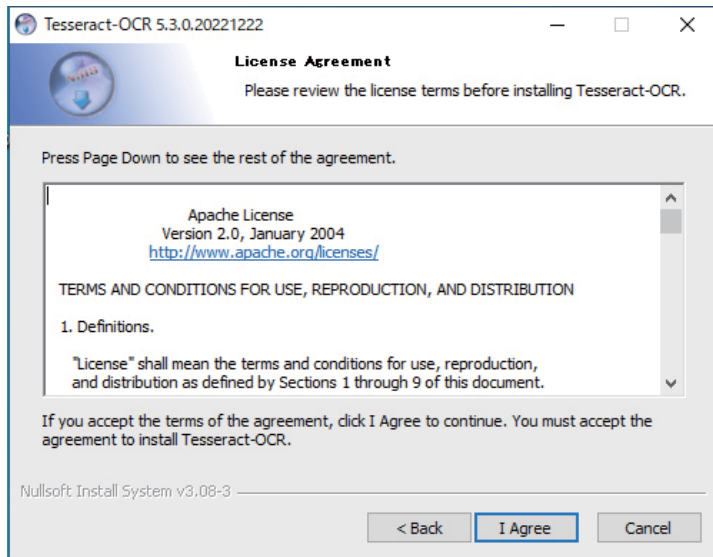 Tesseract-OCR 5.3.0.20221222
License Agreement
Please review the license terms before installing Tesseract-OCR.
Press Page Down to see the rest of the agreement.
Apache License
Version 2.0, January 2004
http://www.apache.org/licenses/
TERMS AND CONDITIONS FOR USE, REPRODUCTION, AND DISTRIBUTION
1. Definitions.
"License" shall mean the terms and conditions for use, reproduction,
and distribution as defined by Sections 1 through 9 of this document.
If you accept the terms of the agreement, click I Agree to continue. You must accept the
agreement to install Tesseract-OCR.
Nullsoft Install System v3.08-3
< Back I Agree Cancel